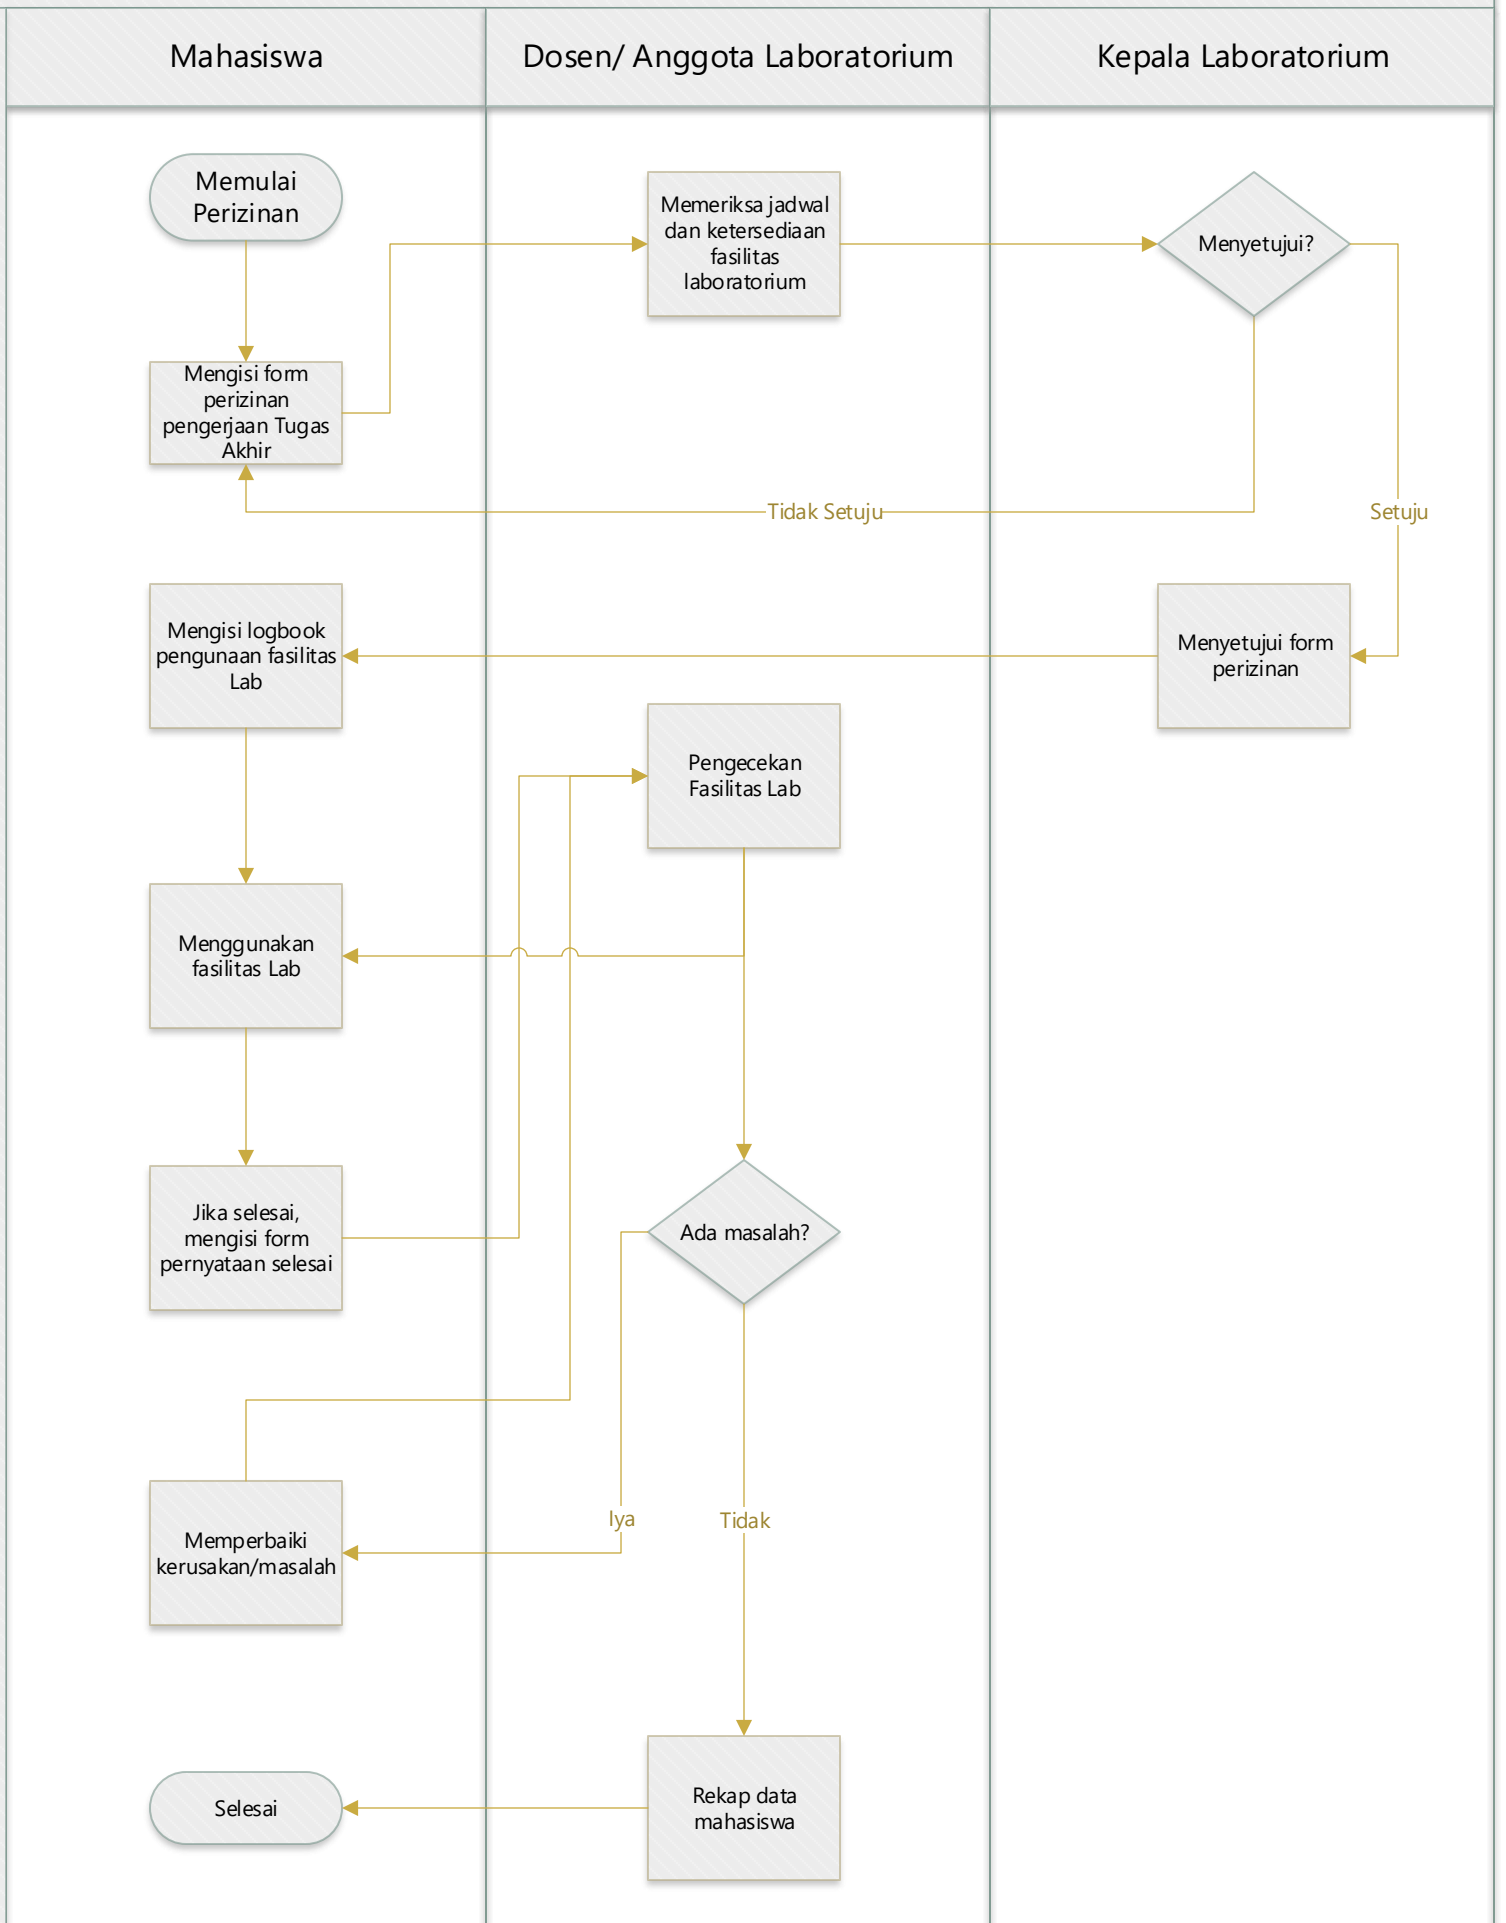 Mahasiswa
Dosen/ Anggota Laboratorium
Kepala Laboratorium
Memulai
Perizinan
Memeriksa jadwal
dan ketersediaan
fasilitas
laboratorium
Menyetujui?
Mengisi form
perizinan
pengerjaan Tugas
Akhir
Tidak Setuju
Setuju
Mengisi logbook
pengunaan fasilitas
Lab
Menyetujui form
perizinan
Pengecekan
Fasilitas Lab
Menggunakan
fasilitas Lab
Jika selesai,
mengisi form
pernyataan selesai
Ada masalah?
Iya
Tidak
Memperbaiki
kerusakan/masalah
Selesai
Rekap data
mahasiswa